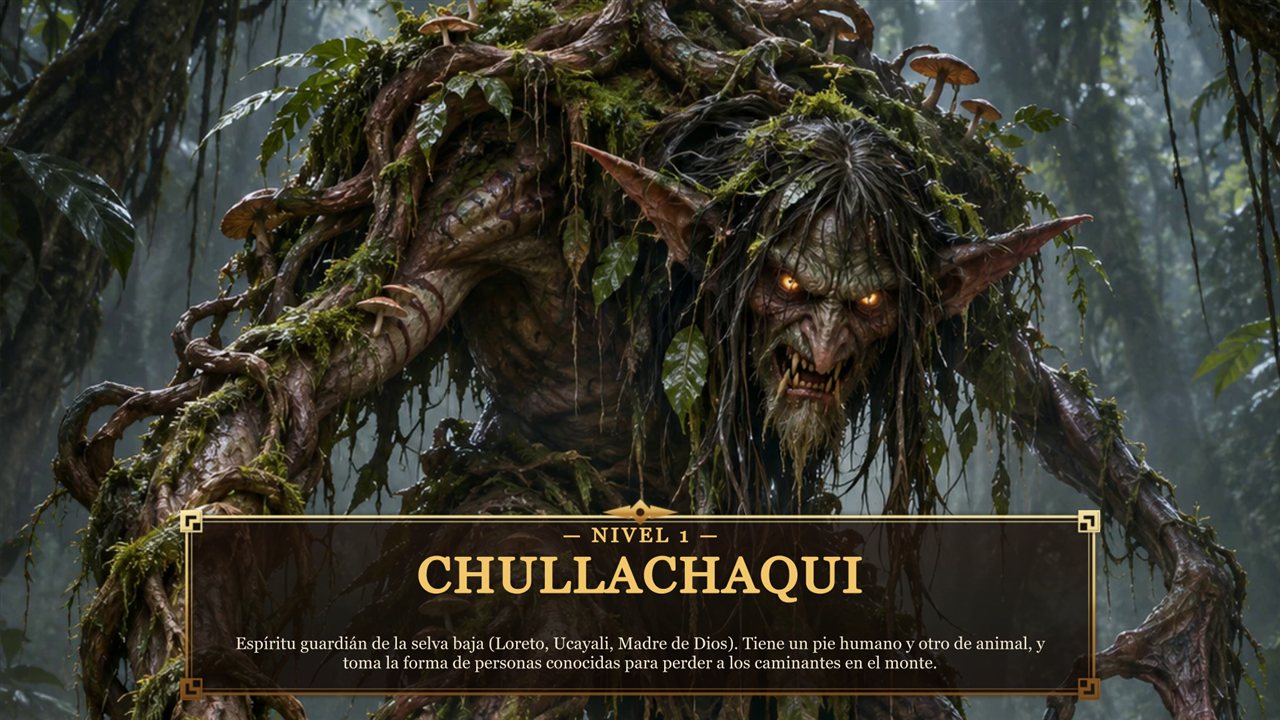 — NIVEL 1 —
CHULLACHAQUI
Espíritu guardián de la selva baja (Loreto, Ucayali, Madre de Dios). Tiene un pie humano y otro de animal, y
toma la forma de personas conocidas para perder a los caminantes en el monte.